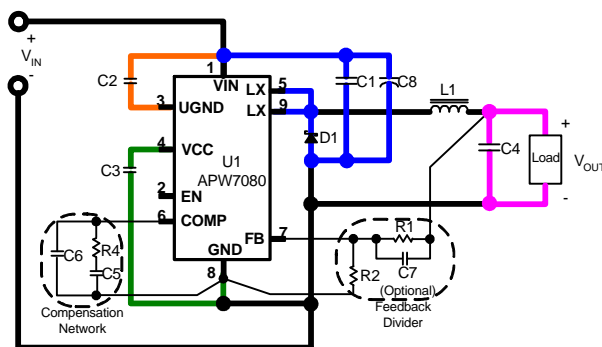 +
V_IN
-
C2
1
VIN
3
UGND
LX
5
LX
9
C1
C8
L1
D1
4
VCC
C3
U1
APW7080
2
EN
6
COMP
FB
7
GND
8
C4
Load
+
V_OUT
-
C6
R4
C5
Compensation
Network
R1
C7
R2
(Optional)
Feedback
Divider